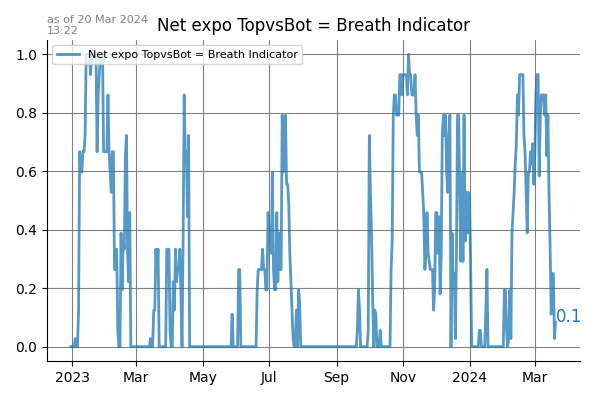 as of 20 Mar 2024
13:22
Net expo TopvsBot = Breath Indicator
Net expo TopvsBot = Breath Indicator
1.0
0.8
0.6
0.4
0.2
0.0
0.1
2023 Mar May Jul Sep Nov 2024 Mar